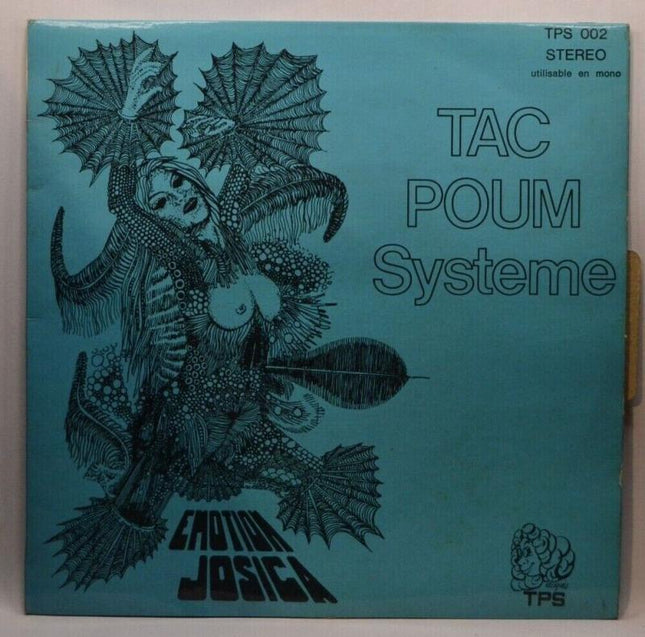 TPS 002
STEREO
utilisable en mono
TAC
POUM
Systeme
EMOTION
JOSICA
TPS